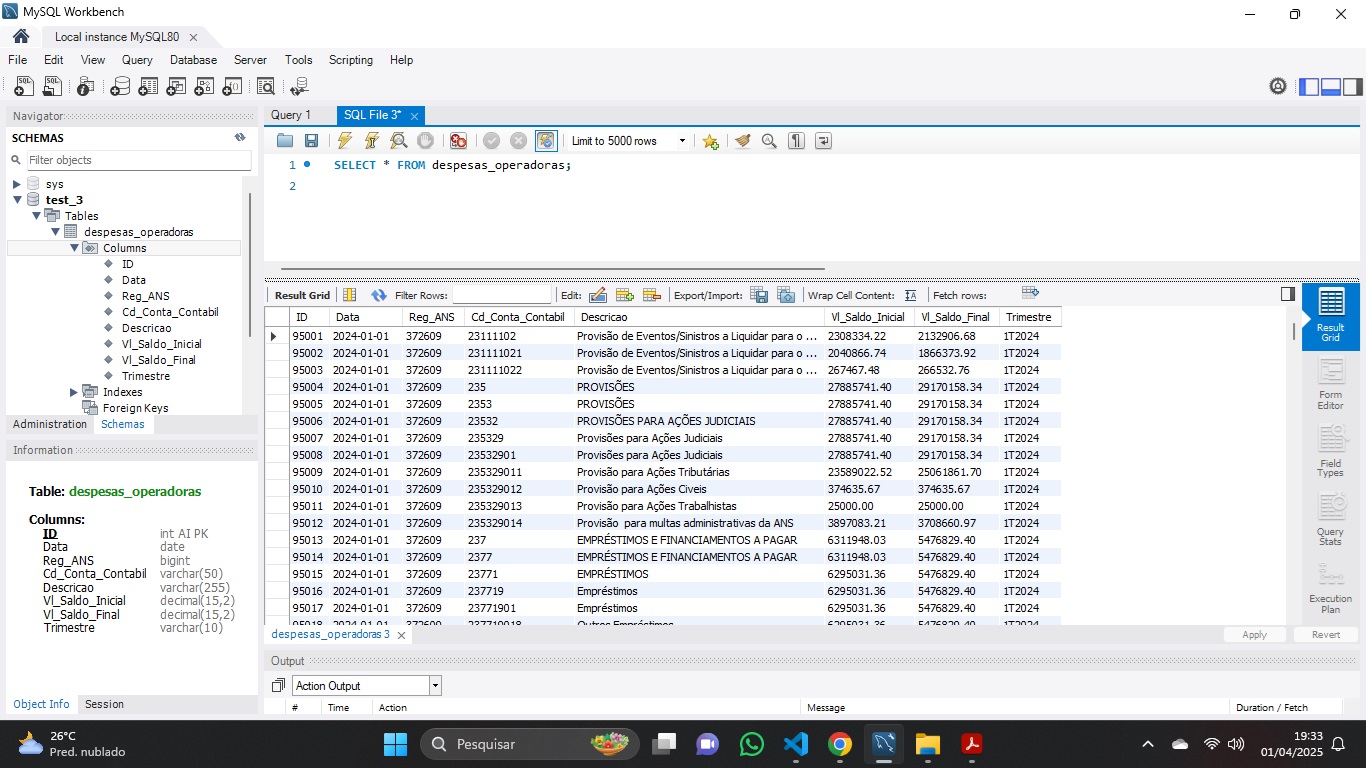 MySQL Workbench
Local instance MySQL80
File Edit View Query Database Server Tools Scripting Help
Navigator
SCHEMAS
Filter objects
sys
test_3
Tables
despesas_operadoras
Columns
ID
Data
Reg_ANS
Cd_Conta_Contabil
Descricao
Vl_Saldo_Inicial
Vl_Saldo_Final
Trimestre
Indexes
Foreign Keys
Administration Schemas
Information
Table: despesas_operadoras
Columns:
ID int AI PK
Data date
Reg_ANS bigint
Cd_Conta_Contabil varchar(50)
Descricao varchar(255)
Vl_Saldo_Inicial decimal(15,2)
Vl_Saldo_Final decimal(15,2)
Trimestre varchar(10)
Object Info Session
Query 1 SQL File 3*
Limit to 5000 rows
1 SELECT * FROM despesas_operadoras;
2
Result Grid Filter Rows: Edit: Export/Import: Wrap Cell Content: Fetch rows:
ID Data Reg_ANS Cd_Conta_Contabil Descricao Vl_Saldo_Inicial Vl_Saldo_Final Trimestre
95001 2024-01-01 372609 23111102 Provisão de Eventos/Sinistros a Liquidar para o ... 2308334.22 2132906.68 1T2024
95002 2024-01-01 372609 231111021 Provisão de Eventos/Sinistros a Liquidar para o ... 2040866.74 1866373.92 1T2024
95003 2024-01-01 372609 231111022 Provisão de Eventos/Sinistros a Liquidar para o ... 267467.48 266532.76 1T2024
95004 2024-01-01 372609 235 PROVISÕES 27885741.40 29170158.34 1T2024
95005 2024-01-01 372609 2353 PROVISÕES 27885741.40 29170158.34 1T2024
95006 2024-01-01 372609 23532 PROVISÕES PARA AÇÕES JUDICIAIS 27885741.40 29170158.34 1T2024
95007 2024-01-01 372609 235329 Provisões para Ações Judiciais 27885741.40 29170158.34 1T2024
95008 2024-01-01 372609 23532901 Provisões para Ações Judiciais 27885741.40 29170158.34 1T2024
95009 2024-01-01 372609 235329011 Provisão para Ações Tributárias 23589022.52 25061861.70 1T2024
95010 2024-01-01 372609 235329012 Provisão para Ações Civeis 374635.67 374635.67 1T2024
95011 2024-01-01 372609 235329013 Provisão para Ações Trabalhistas 25000.00 25000.00 1T2024
95012 2024-01-01 372609 235329014 Provisão  para multas administrativas da ANS 3897083.21 3708660.97 1T2024
95013 2024-01-01 372609 237 EMPRÉSTIMOS E FINANCIAMENTOS A PAGAR 6311948.03 5476829.40 1T2024
95014 2024-01-01 372609 2377 EMPRÉSTIMOS E FINANCIAMENTOS A PAGAR 6311948.03 5476829.40 1T2024
95015 2024-01-01 372609 23771 EMPRÉSTIMOS 6295031.36 5476829.40 1T2024
95016 2024-01-01 372609 237719 Empréstimos 6295031.36 5476829.40 1T2024
95017 2024-01-01 372609 23771901 Empréstimos 6295031.36 5476829.40 1T2024
95018 2024-01-01 372609 237719018 Outros Empréstimos 6295031.36 5476829.40 1T2024
Result Grid
Form Editor
Field Types
Query Stats
Execution Plan
despesas_operadoras 3
Apply Revert
Output
Action Output
# Time Action Message Duration / Fetch
26°C
Pred. nublado
Pesquisar
19:33
01/04/2025